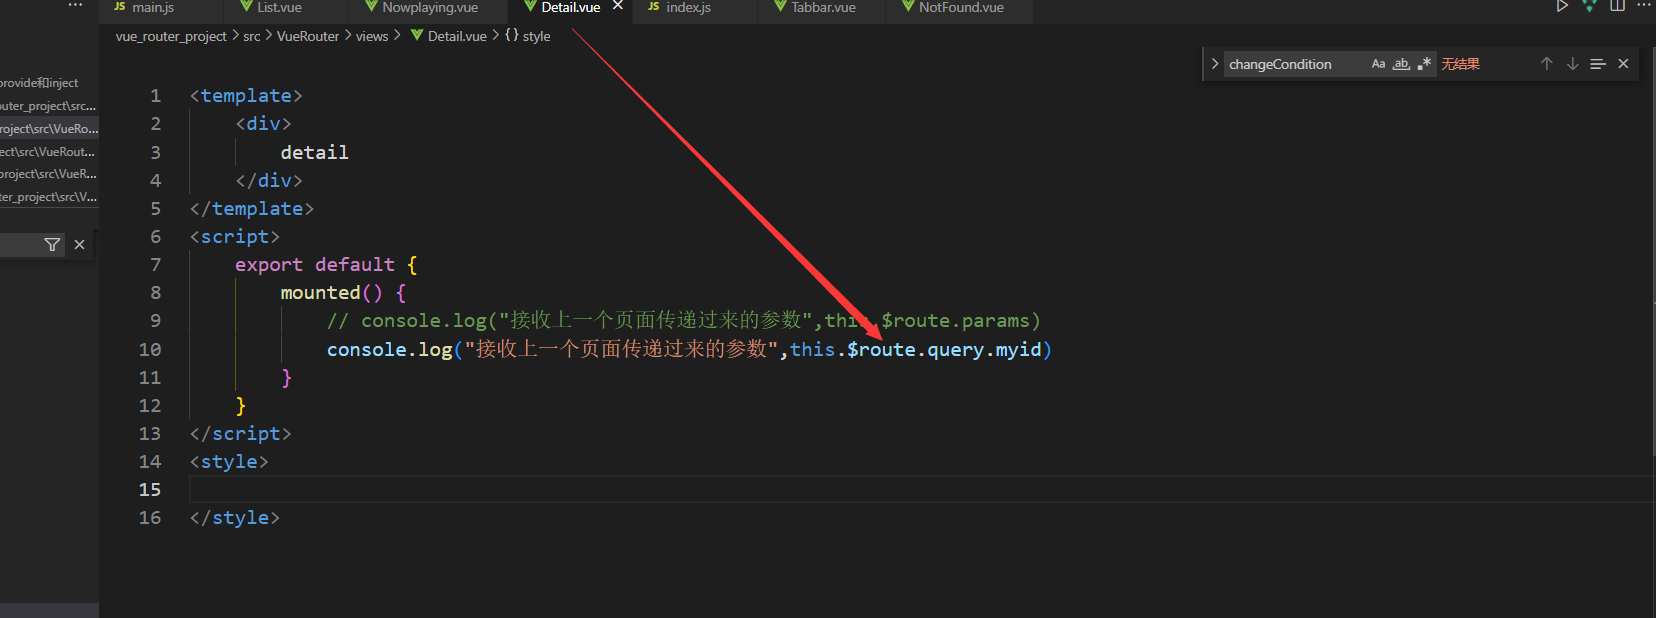 JS main.js List.vue Nowplaying.vue Detail.vue JS index.js Tabbar.vue NotFound.vue
vue_router_project > src > VueRouter > views > Detail.vue > {} style
changeCondition Aa ab .* 无结果
provide和inject
outer_project\src...
roject\src\VueRo...
ect\src\VueRout...
project\src\VueR...
ter_project\src\V...
1 <template>
2 <div>
3 detail
4 </div>
5 </template>
6 <script>
7 export default {
8 mounted() {
9 // console.log("接收上一个页面传递过来的参数",this.$route.params)
10 console.log("接收上一个页面传递过来的参数",this.$route.query.myid)
11 }
12 }
13 </script>
14 <style>
15
16 </style>